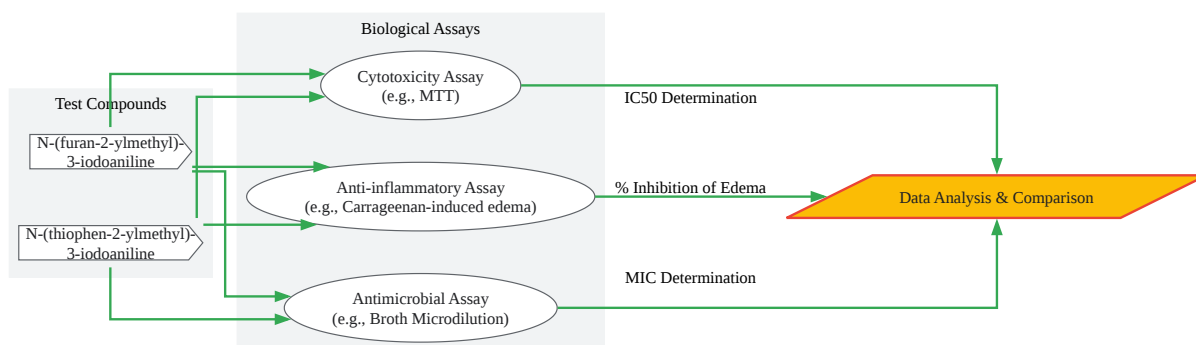 Biological Assays
Cytotoxicity Assay
(e.g., MTT)
IC50 Determination
Test Compounds
N-(furan-2-ylmethyl)-
3-iodoaniline
Anti-inflammatory Assay
(e.g., Carrageenan-induced edema)
% Inhibition of Edema
Data Analysis & Comparison
N-(thiophen-2-ylmethyl)-
3-iodoaniline
MIC Determination
Antimicrobial Assay
(e.g., Broth Microdilution)